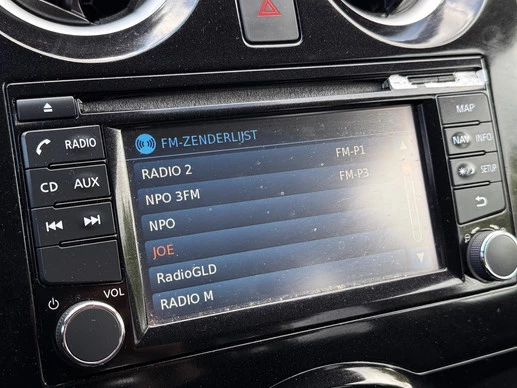 RADIO
CD AUX
VOL
FM-ZENDERLIJST
RADIO 2 FM-P1
NPO 3FM FM-P3
NPO
JOE
RadioGLD
RADIO M
MAP
NAV INFO
SETUP